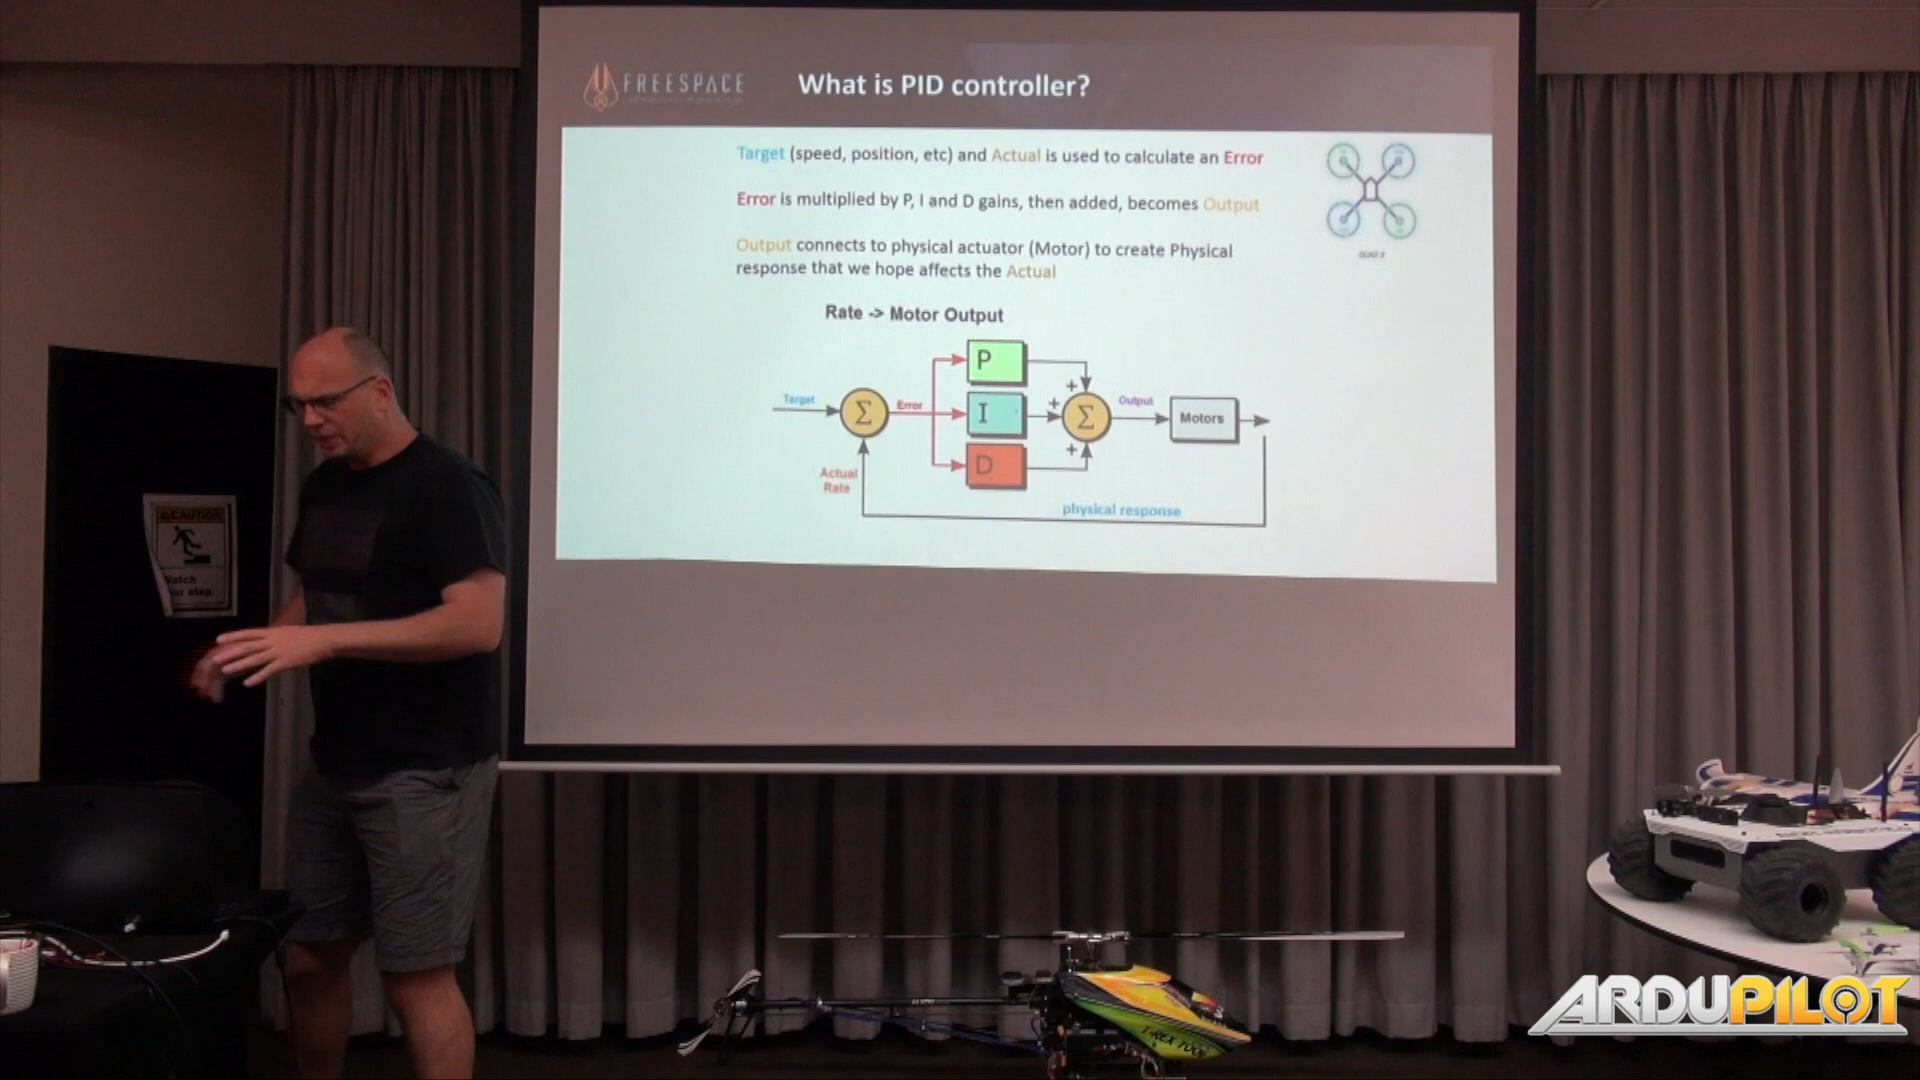 FREESPACE
What is PID controller?
Target (speed, position, etc) and Actual is used to calculate an Error
Error is multiplied by P, I and D gains, then added, becomes Output
Output connects to physical actuator (Motor) to create Physical
response that we hope affects the Actual
QUAD X
Rate -> Motor Output
P
+
Target
Σ
Error
I
+
Σ
Output
Motors
D
+
Actual
Rate
physical response
CAUTION
Watch
step.
T-REX 700E
ARDUPILOT